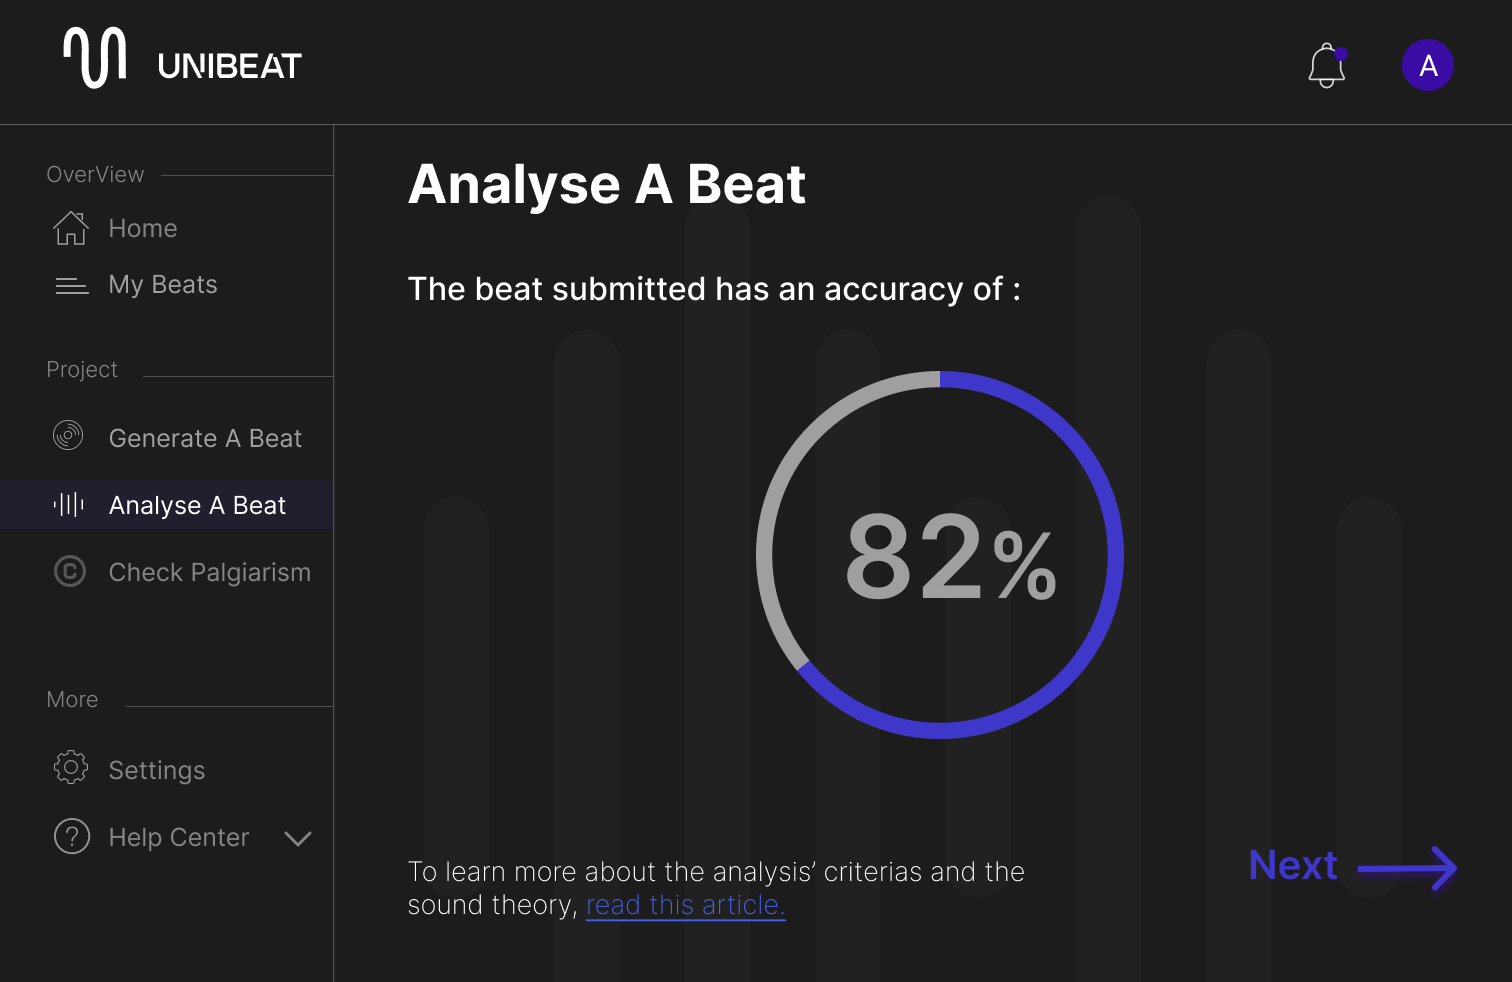 UNIBEAT
A
OverView
Home
My Beats
Project
Generate A Beat
Analyse A Beat
C
Check Palgiarism
More
Settings
?
Help Center
Analyse A Beat
The beat submitted has an accuracy of :
82%
To learn more about the analysis’ criterias and the
sound theory, read this article.
Next